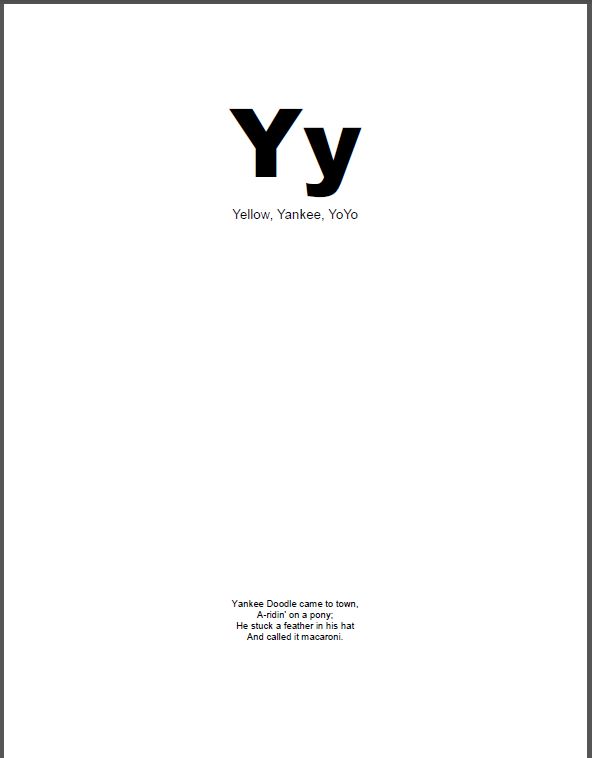 Yy
Yellow, Yankee, YoYo
Yankee Doodle came to town,
A-ridin' on a pony;
He stuck a feather in his hat
And called it macaroni.